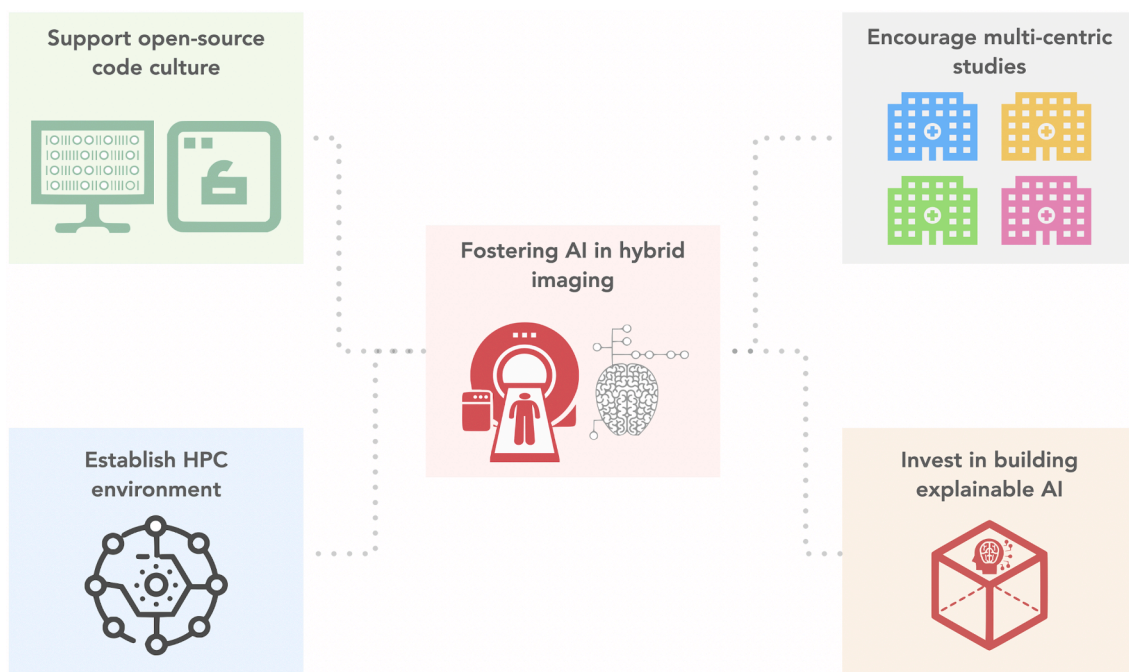 Support open-source
code culture
Encourage multi-centric
studies
Fostering AI in hybrid
imaging
Establish HPC
environment
Invest in building
explainable AI